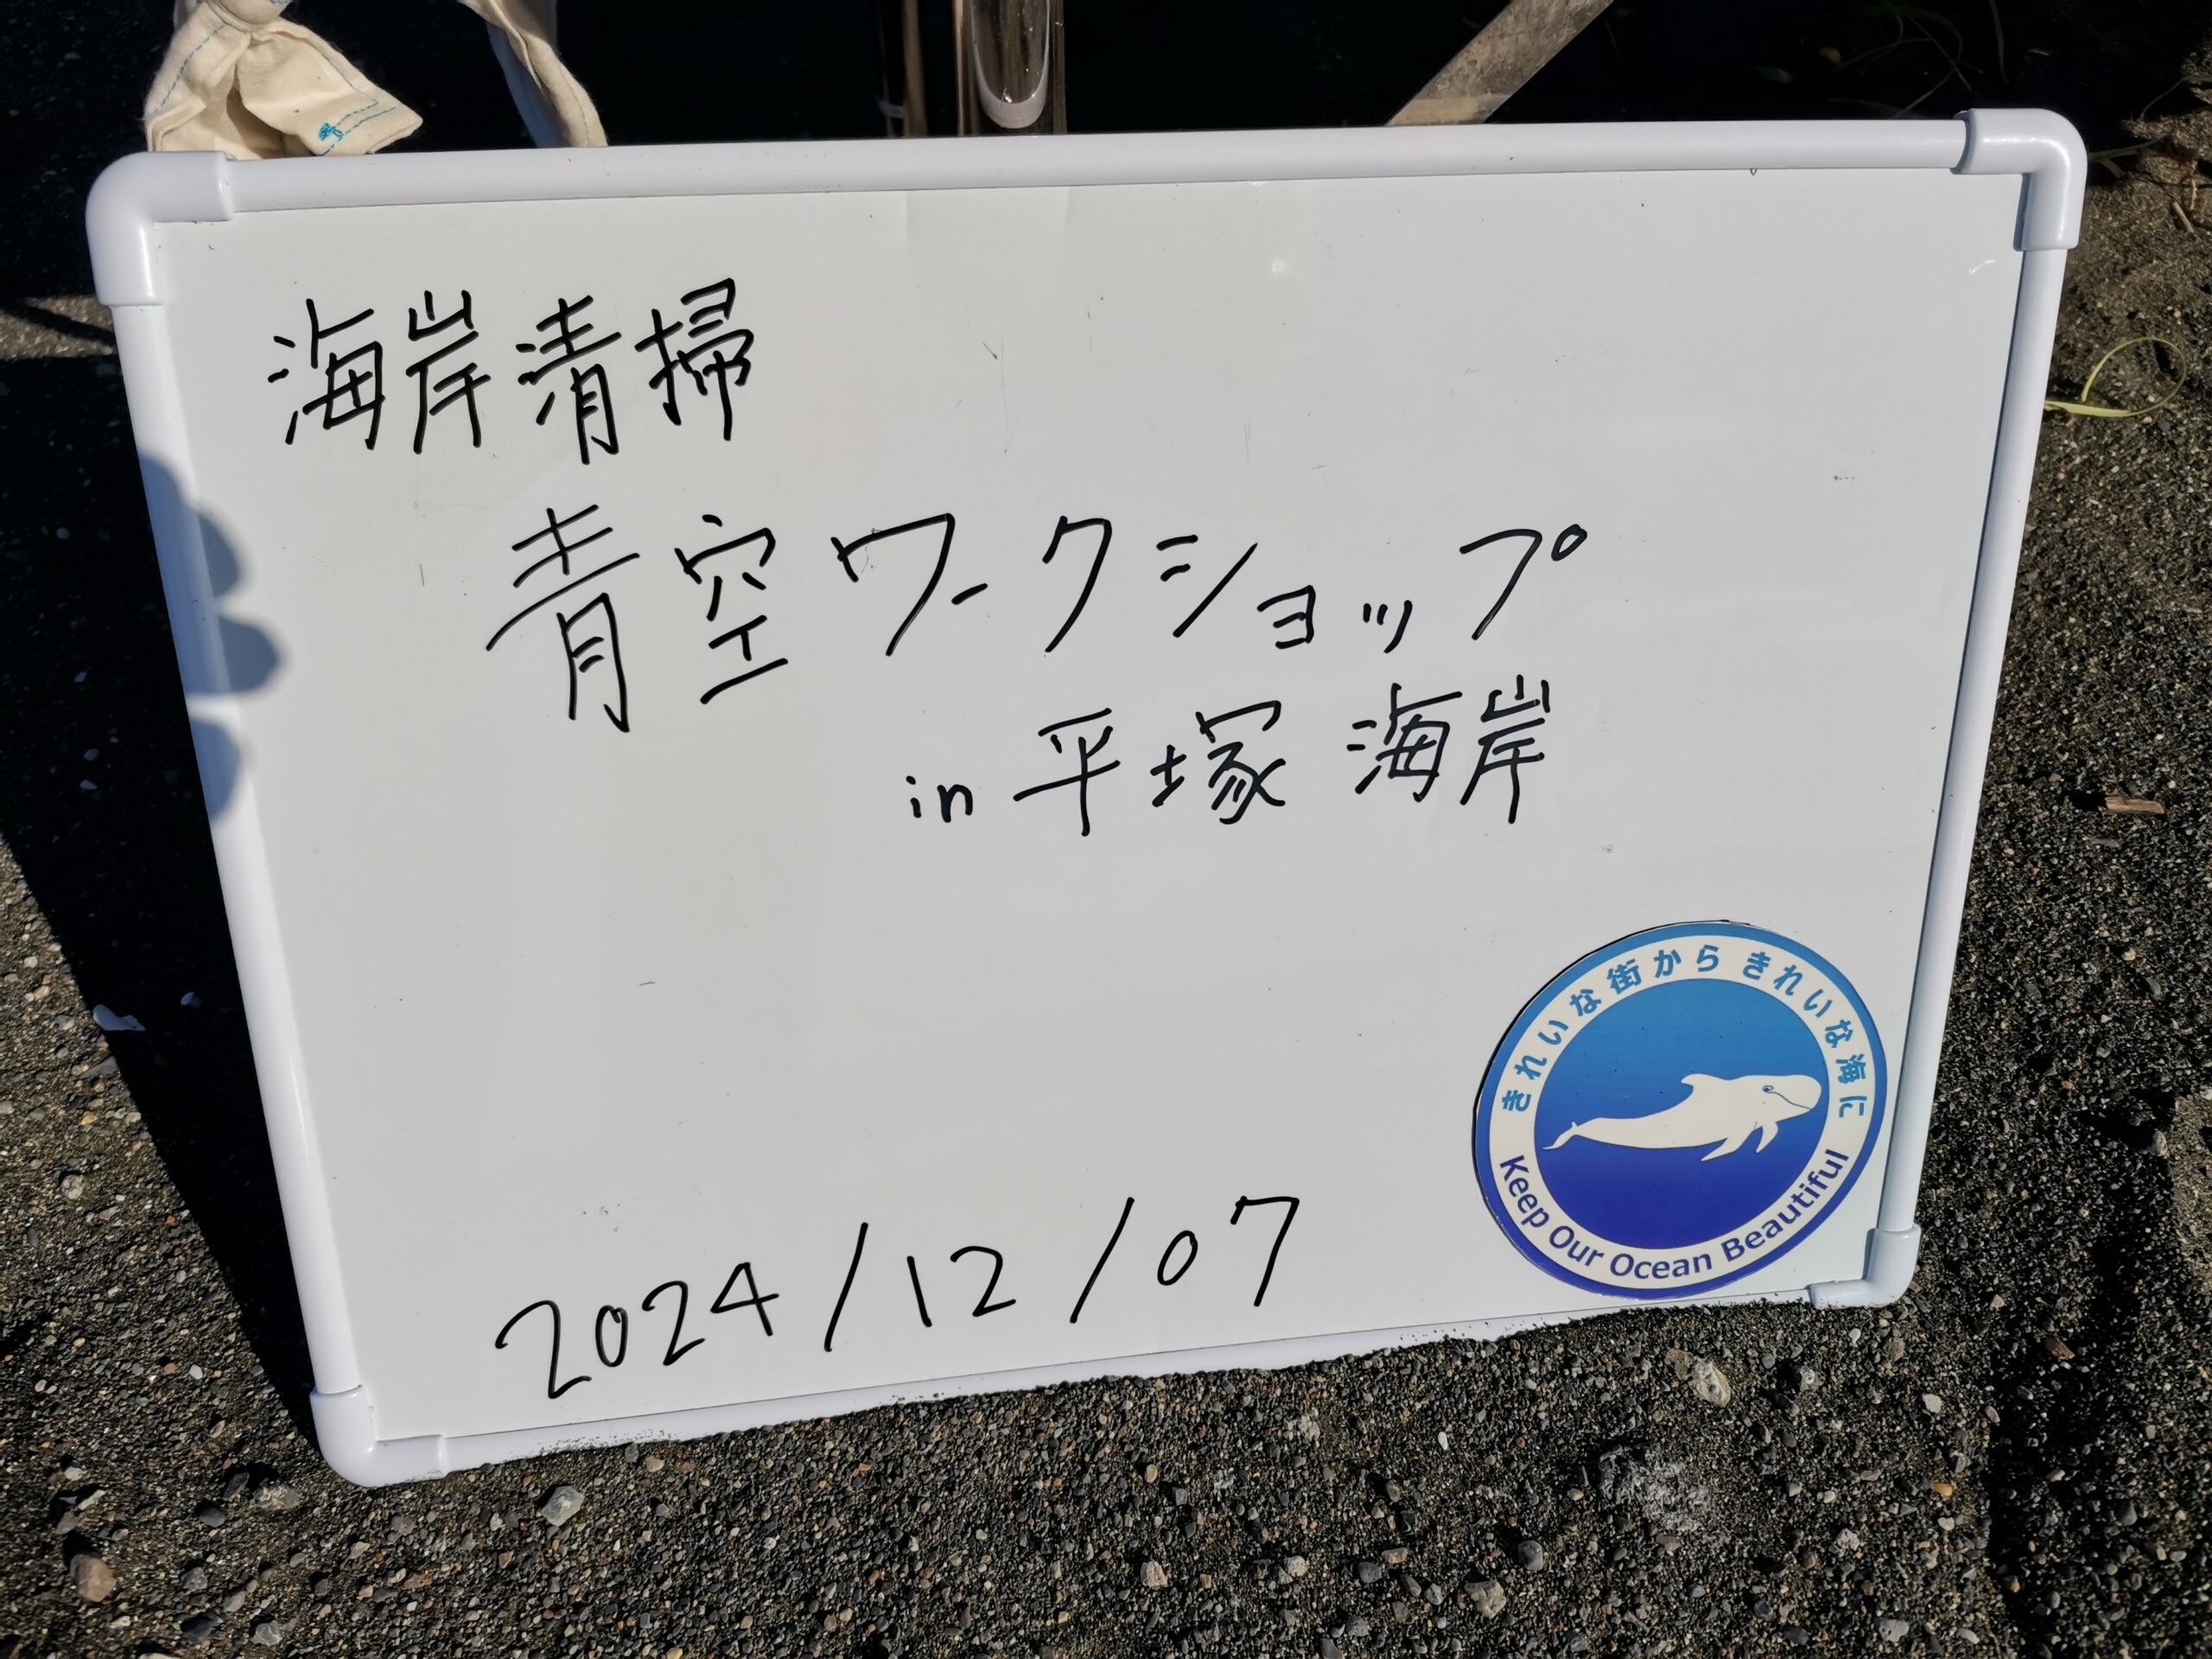 海岸清掃
青空ワークショップ
in 平塚海岸
きれいな街から きれいな海に
Keep Our Ocean Beautiful
2024/12/07